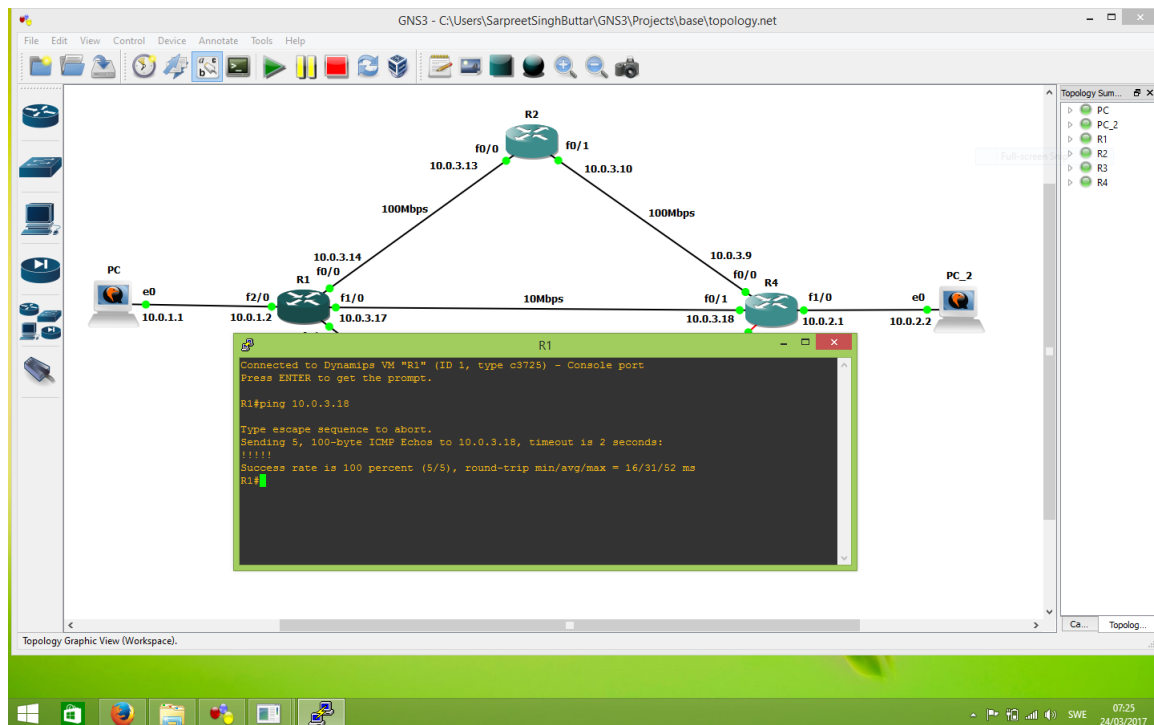 GNS3 - C:\Users\SarpreetSinghButtar\GNS3\Projects\base\topology.net
File Edit View Control Device Annotate Tools Help
Topology Sum...
PC
PC_2
R1
R2
R3
R4
R2
f0/0
f0/1
10.0.3.13
10.0.3.10
100Mbps
100Mbps
10.0.3.14
10.0.3.9
PC
R1
f0/0
f0/0
R4
PC_2
e0
f2/0
f1/0
10Mbps
f0/1
f1/0
e0
10.0.1.1
10.0.1.2
10.0.3.17
10.0.3.18
10.0.2.1
10.0.2.2
R1
Connected to Dynamips VM "R1" (ID 1, type c3725) - Console port
Press ENTER to get the prompt.
R1#ping 10.0.3.18
Type escape sequence to abort.
Sending 5, 100-byte ICMP Echos to 10.0.3.18, timeout is 2 seconds:
!!!!!
Success rate is 100 percent (5/5), round-trip min/avg/max = 16/31/52 ms
R1#
Ca...
Topolog...
Topology Graphic View (Workspace).
SWE
07:25
24/03/2017